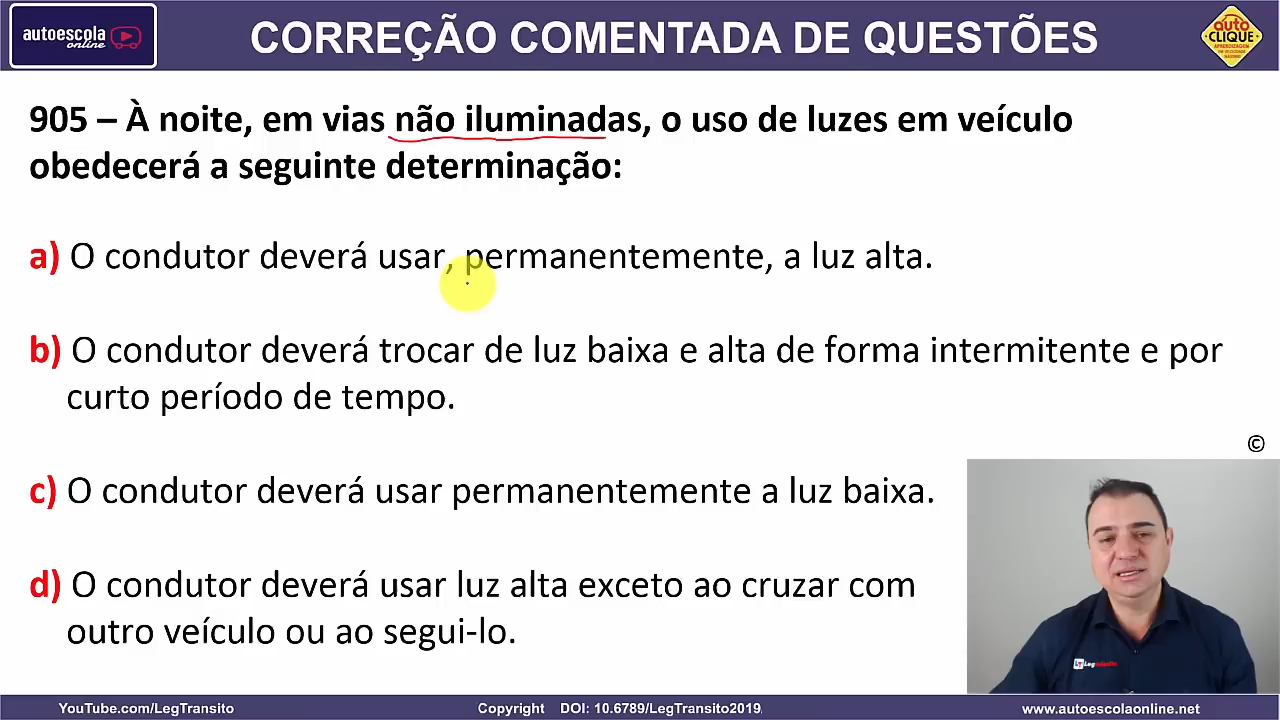 autoescola
online
CORREÇÃO COMENTADA DE QUESTÕES
auto
CLIQUE
905 – À noite, em vias não iluminadas, o uso de luzes em veículo
obedecerá a seguinte determinação:
a) O condutor deverá usar, permanentemente, a luz alta.
b) O condutor deverá trocar de luz baixa e alta de forma intermitente e por
curto período de tempo.
©
c) O condutor deverá usar permanentemente a luz baixa.
d) O condutor deverá usar luz alta exceto ao cruzar com
outro veículo ou ao segui-lo.
YouTube.com/LegTransito
Copyright DOI: 10.6789/LegTransito2019
www.autoescolaonline.net